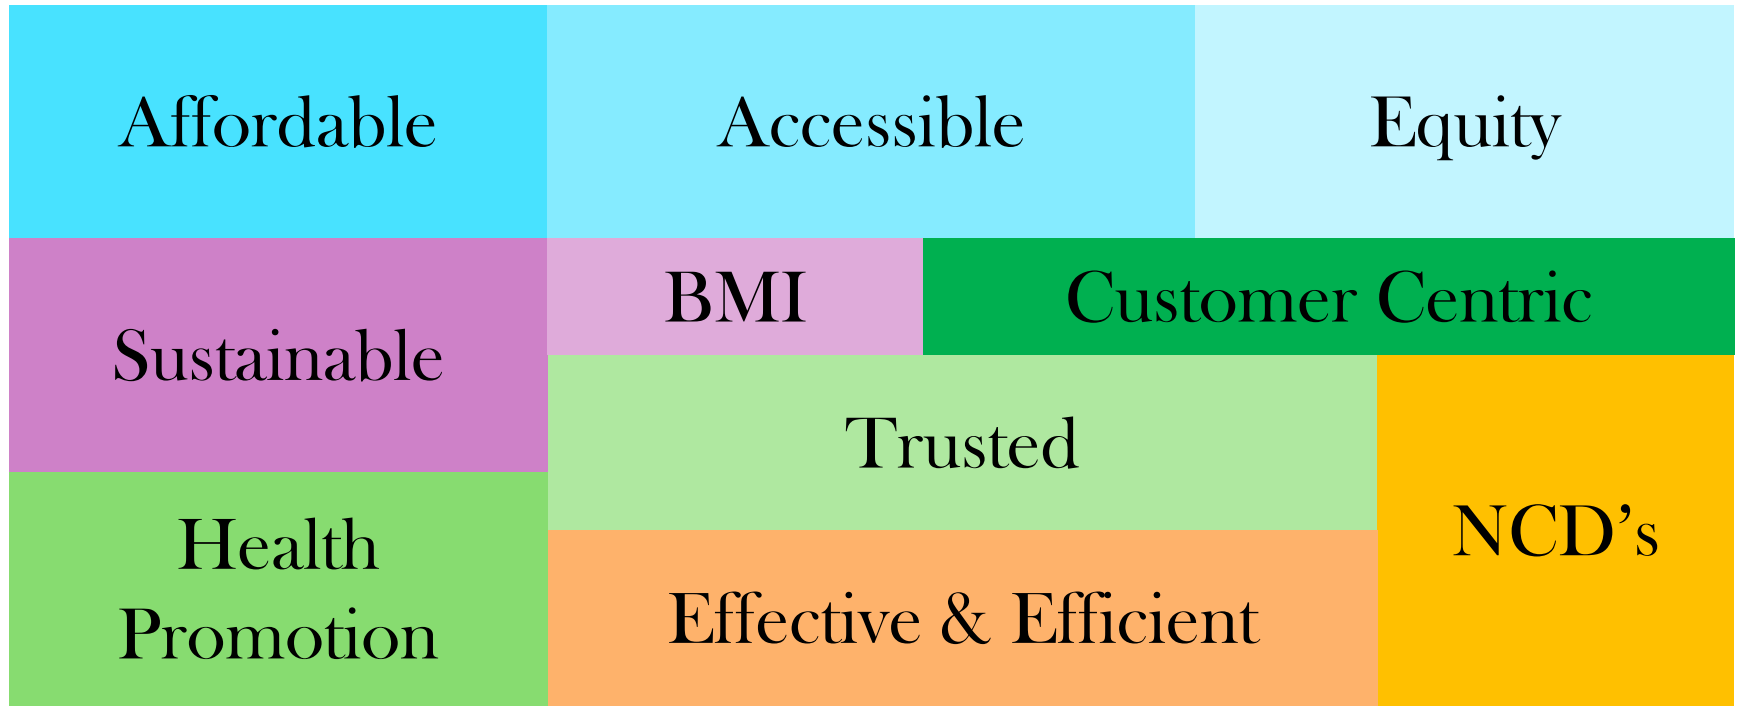 Affordable
Accessible
Equity
Sustainable
BMI
Customer Centric
Trusted
NCD’s
Health
Promotion
Effective & Efficient